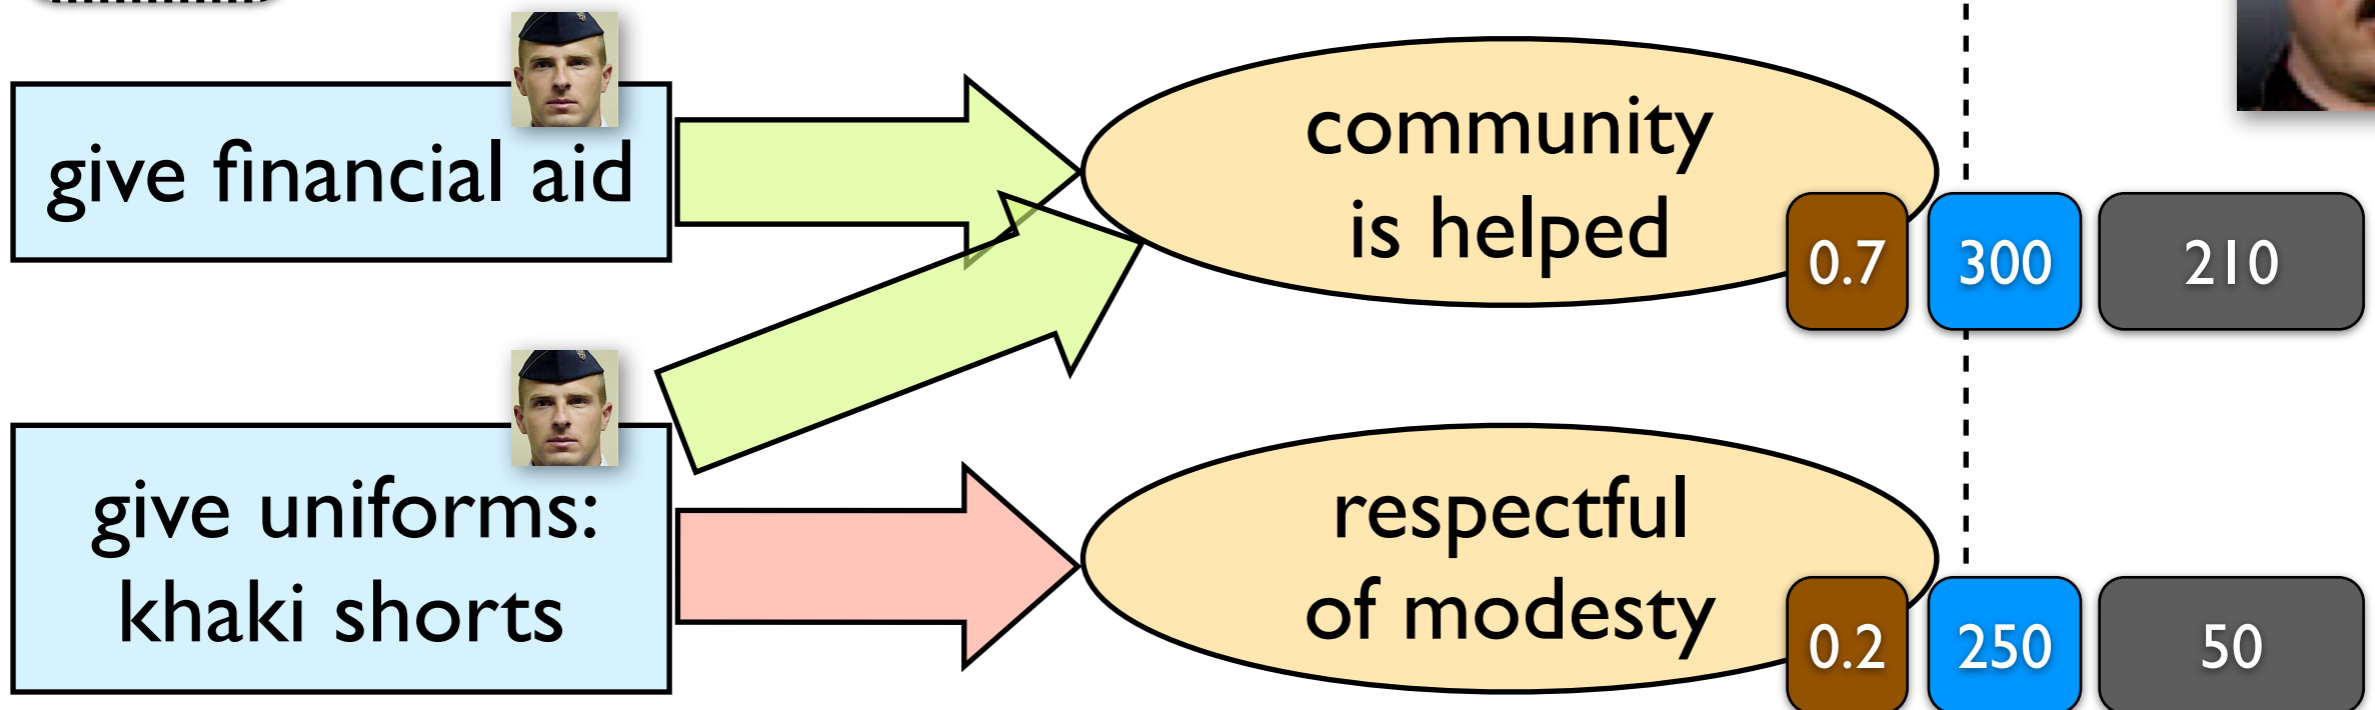 give financial aid
community
is helped
0.7
300
210
give uniforms:
khaki shorts
respectful
of modesty
0.2
250
50